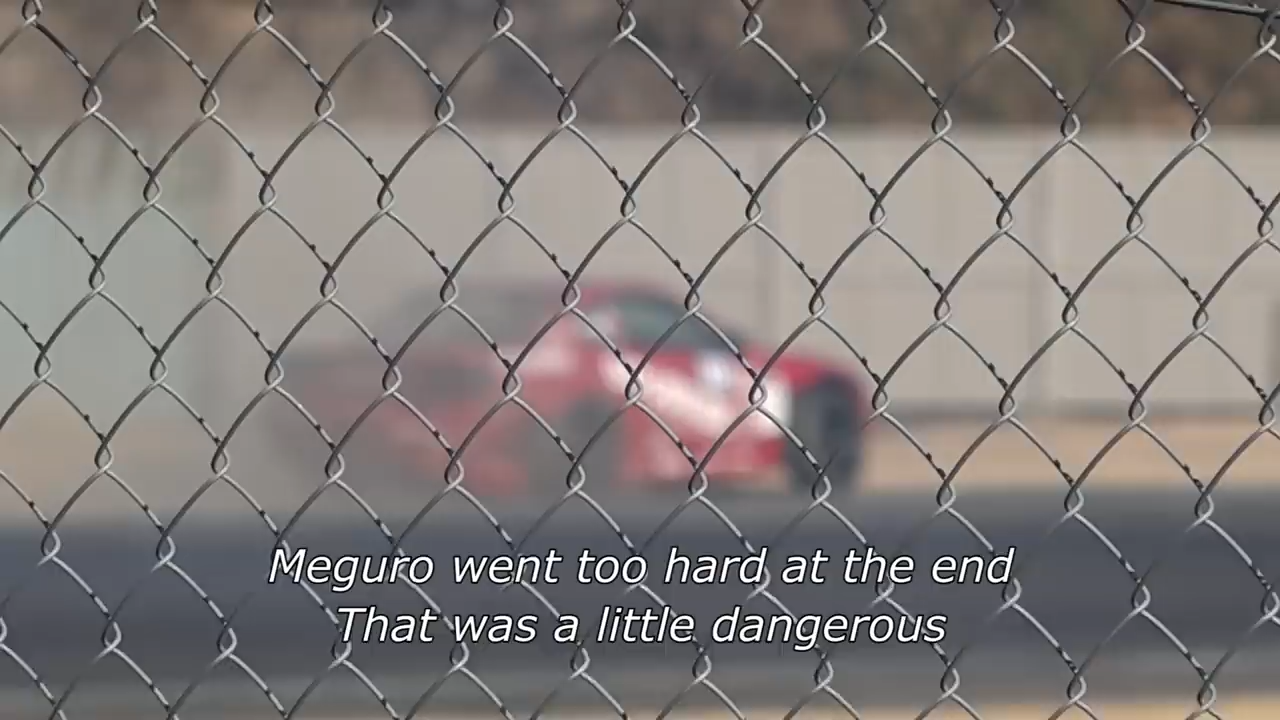 Meguro went too hard at the end
That was a little dangerous